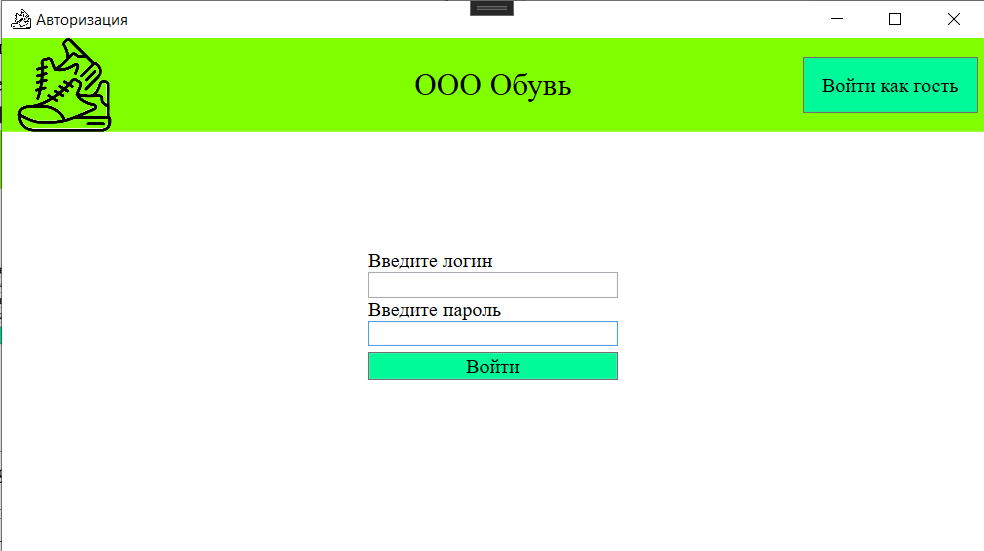 Авторизация
ООО Обувь
Войти как гость
Введите логин
Введите пароль
Войти